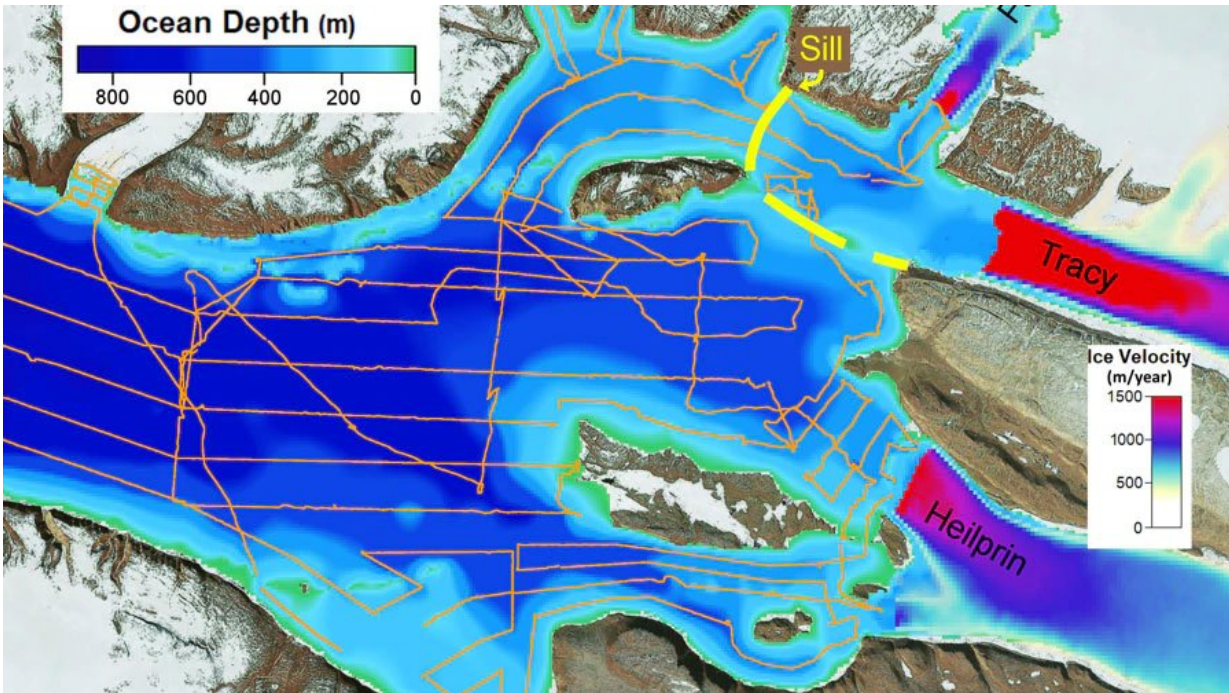 Ocean Depth (m)
800 600 400 200 0
Sill
Tracy
Ice Velocity
(m/year)
1500
1000
500
0
Heilprin